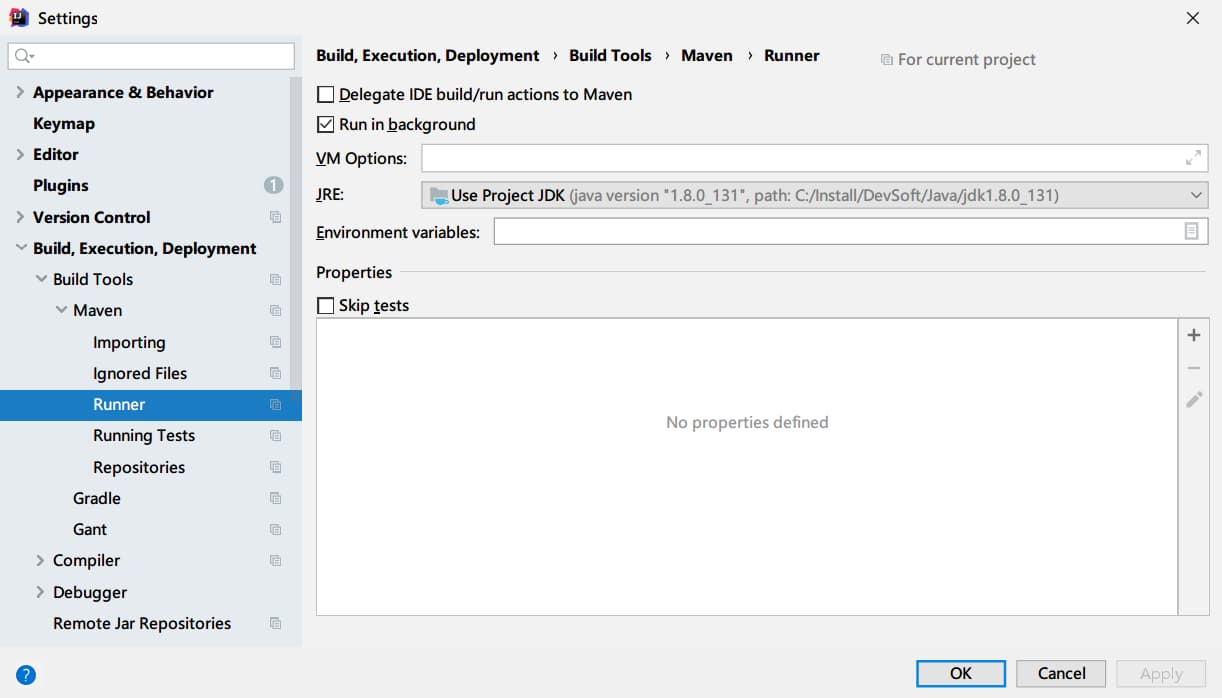 Settings
Build, Execution, Deployment › Build Tools › Maven › Runner
For current project
Appearance & Behavior
Keymap
Editor
Plugins 1
Version Control
Build, Execution, Deployment
Build Tools
Maven
Importing
Ignored Files
Runner
Running Tests
Repositories
Gradle
Gant
Compiler
Debugger
Remote Jar Repositories
Delegate IDE build/run actions to Maven
Run in background
VM Options:
JRE: Use Project JDK (java version "1.8.0_131", path: C:/Install/DevSoft/Java/jdk1.8.0_131)
Environment variables:
Properties
Skip tests
No properties defined
? OK Cancel Apply